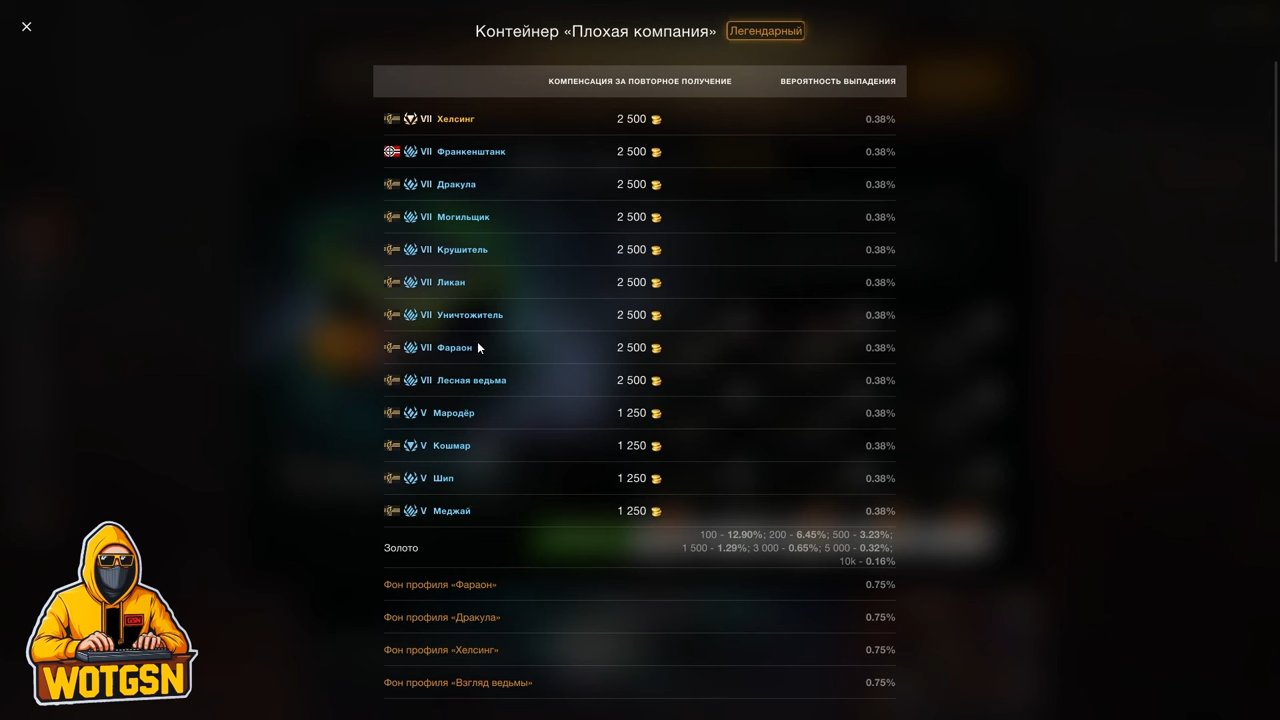 Контейнер «Плохая компания» Легендарный
КОМПЕНСАЦИЯ ЗА ПОВТОРНОЕ ПОЛУЧЕНИЕ ВЕРОЯТНОСТЬ ВЫПАДЕНИЯ
VII Хелсинг 2 500 0.38%
VII Франкенштанк 2 500 0.38%
VII Дракула 2 500 0.38%
VII Могильщик 2 500 0.38%
VII Крушитель 2 500 0.38%
VII Ликан 2 500 0.38%
VII Уничтожитель 2 500 0.38%
VII Фараон 2 500 0.38%
VII Лесная ведьма 2 500 0.38%
V Мародёр 1 250 0.38%
V Кошмар 1 250 0.38%
V Шип 1 250 0.38%
V Меджай 1 250 0.38%
Золото 100 - 12.90%; 200 - 6.45%; 500 - 3.23%;
1 500 - 1.29%; 3 000 - 0.65%; 5 000 - 0.32%;
10k - 0.16%
Фон профиля «Фараон» 0.75%
Фон профиля «Дракула» 0.75%
Фон профиля «Хелсинг» 0.75%
Фон профиля «Взгляд ведьмы» 0.75%
GSN
WOTGSN